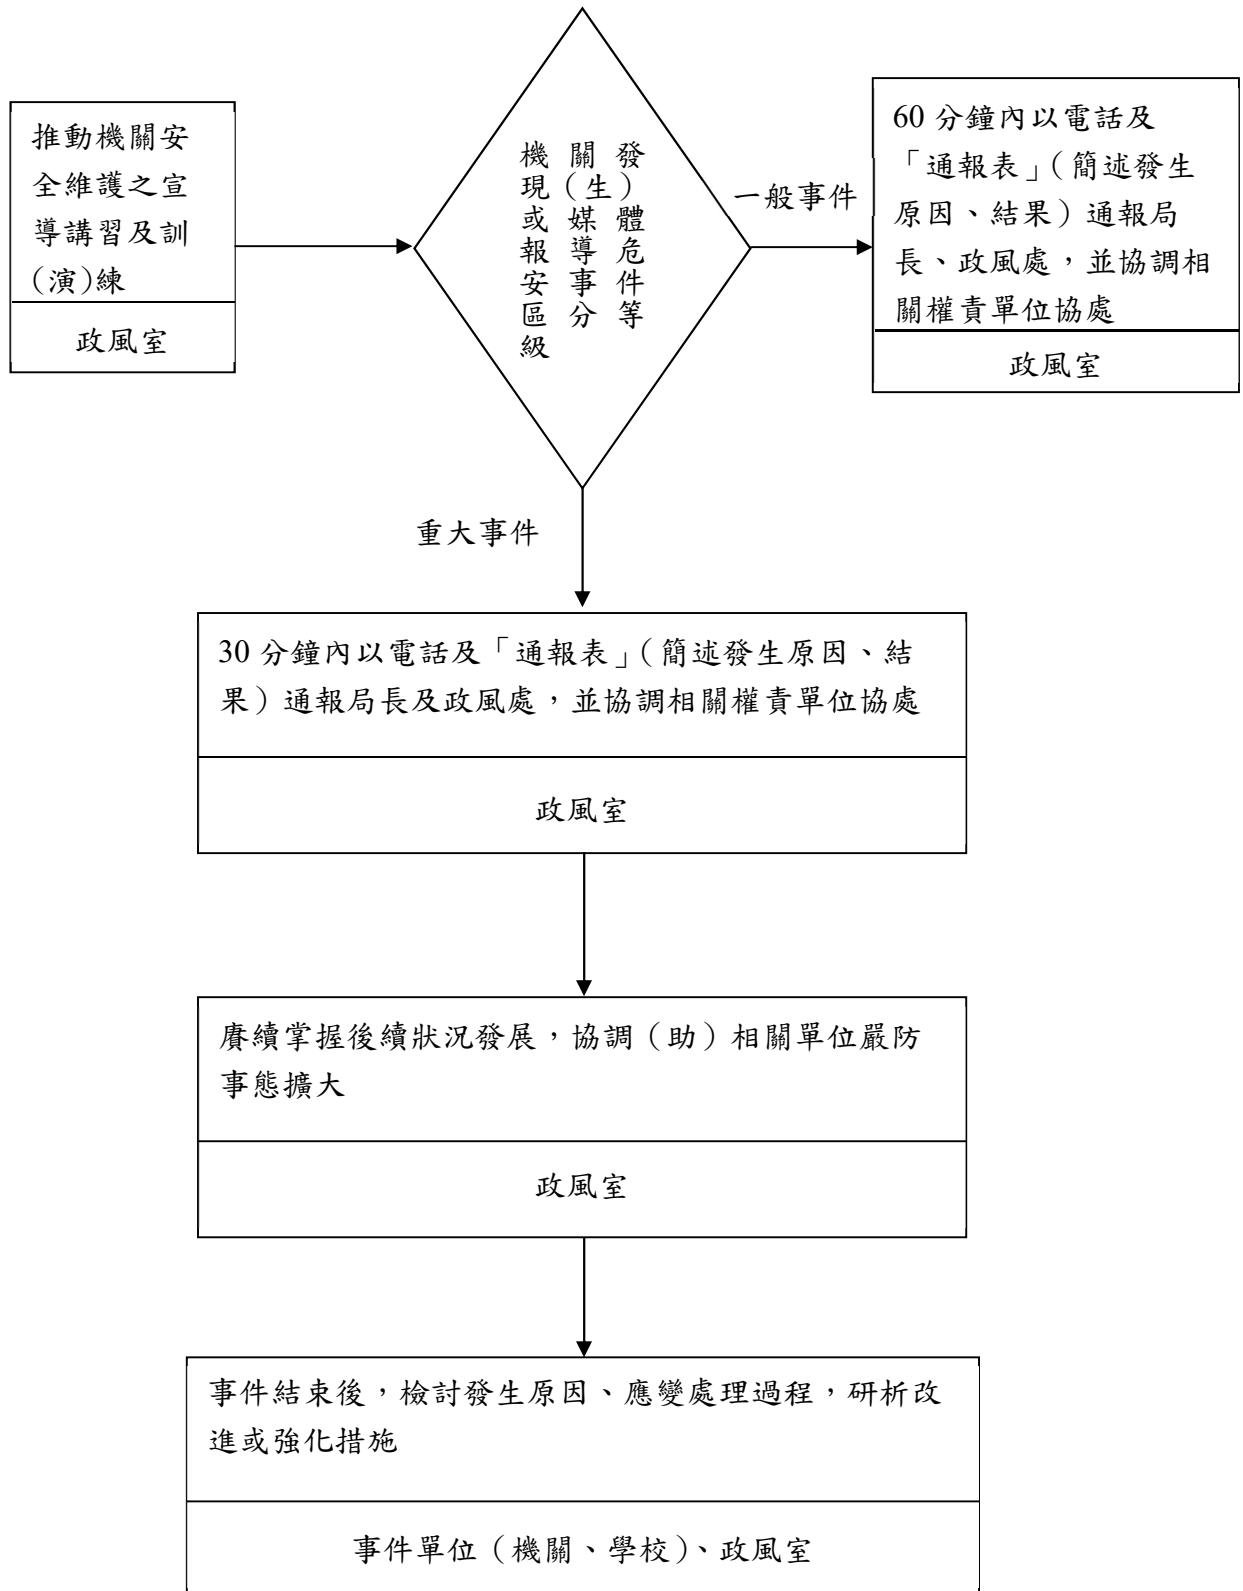 推動機關安
全維護之宣
導講習及訓
(演)練
政風室
機關發
現(生)
或媒體
報導危
安事件
區分等
級
一般事件
60 分鐘內以電話及
「通報表」(簡述發生
原因、結果)通報局
長、政風處，並協調相
關權責單位協處
政風室
重大事件
30 分鐘內以電話及「通報表」(簡述發生原因、結
果)通報局長及政風處，並協調相關權責單位協處
政風室
賡續掌握後續狀況發展，協調(助)相關單位嚴防
事態擴大
政風室
事件結束後，檢討發生原因、應變處理過程，研析改
進或強化措施
事件單位(機關、學校)、政風室